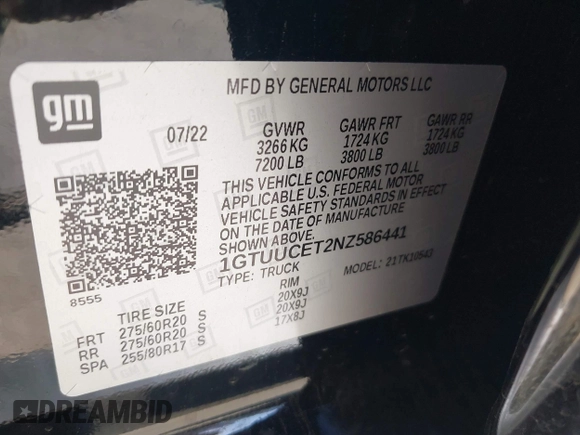 gm
MFD BY GENERAL MOTORS LLC
07/22 GVWR GAWR FRT GAWR RR
3266 KG 1724 KG 1724 KG
7200 LB 3800 LB 3800 LB
THIS VEHICLE CONFORMS TO ALL
APPLICABLE U.S. FEDERAL MOTOR
VEHICLE SAFETY STANDARDS IN EFFECT
ON THE DATE OF MANUFACTURE
SHOWN ABOVE.
1GTUUCET2NZ586441
TYPE: TRUCK MODEL: 21TK10543
8555
TIRE SIZE RIM
FRT 275/60R20 S 20X9J
RR 275/60R20 S 20X9J
SPA 255/80R17 S 17X8J
DREAMBID